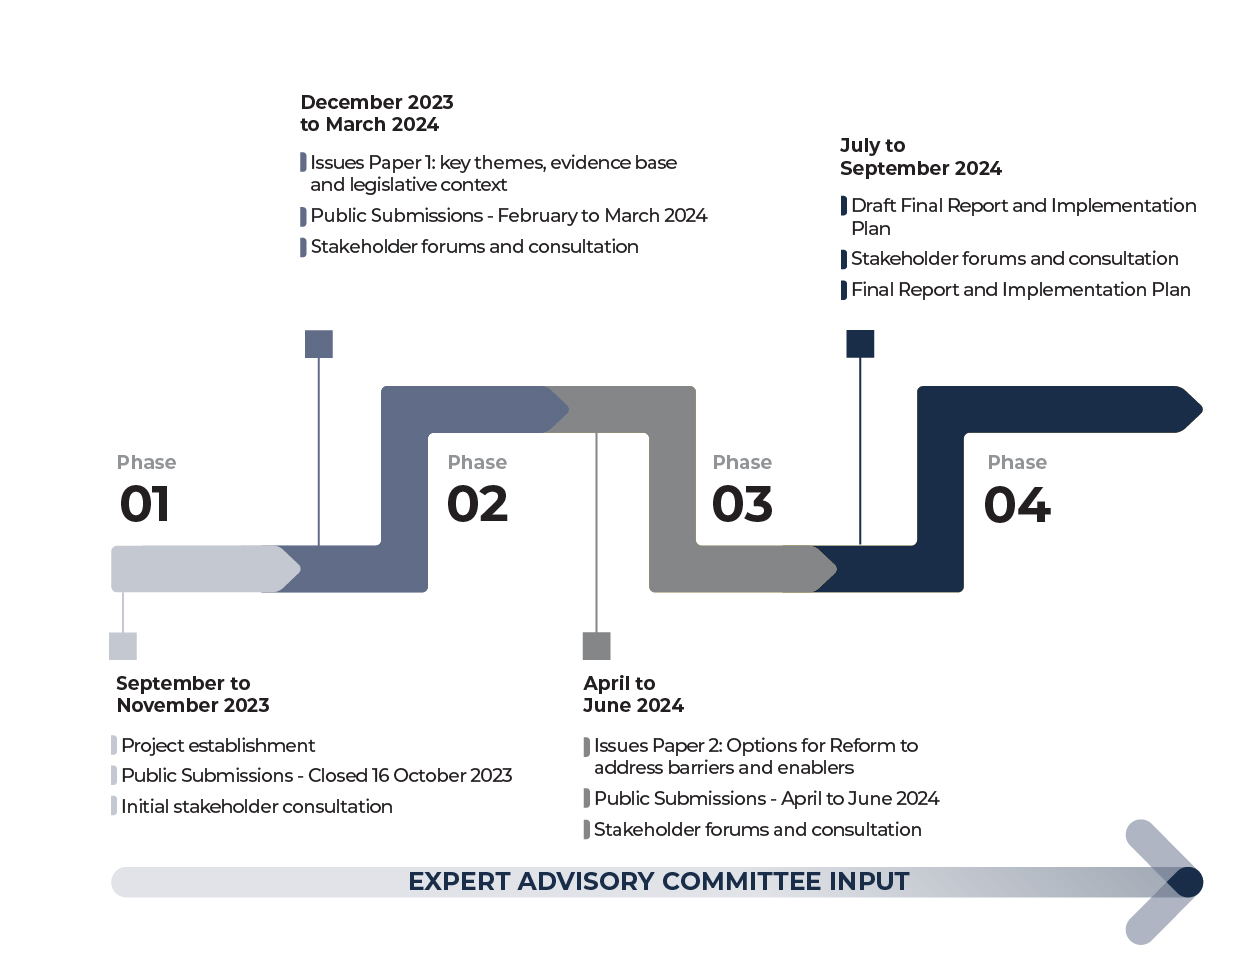 December 2023
to March 2024
Issues Paper 1: key themes, evidence base
and legislative context
Public Submissions - February to March 2024
Stakeholder forums and consultation
July to
September 2024
Draft Final Report and Implementation
Plan
Stakeholder forums and consultation
Final Report and Implementation Plan
Phase
01
Phase
02
Phase
03
Phase
04
September to
November 2023
Project establishment
Public Submissions - Closed 16 October 2023
Initial stakeholder consultation
April to
June 2024
Issues Paper 2: Options for Reform to
address barriers and enablers
Public Submissions - April to June 2024
Stakeholder forums and consultation
EXPERT ADVISORY COMMITTEE INPUT